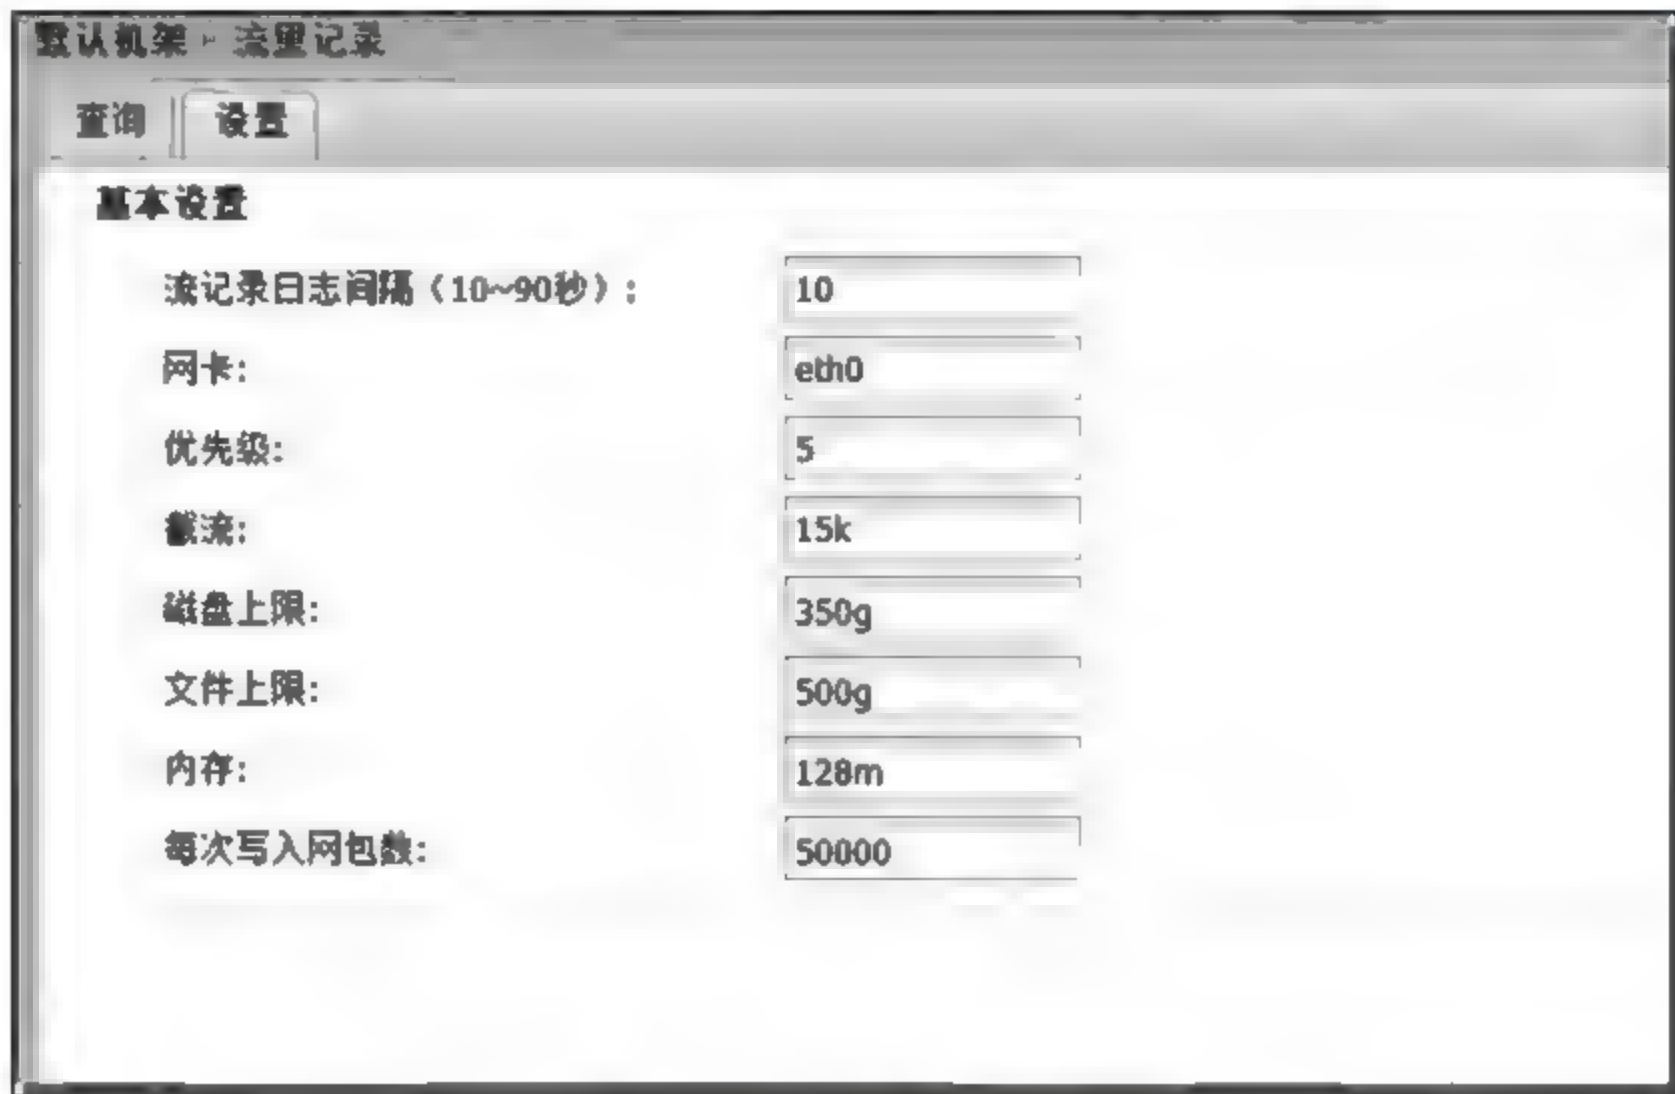 默认机架 - 流量记录
查询 设置
基本设置
流记录日志间隔（10~90秒）： 10
网卡: eth0
优先级: 5
截流: 15k
磁盘上限: 350g
文件上限: 500g
内存: 128m
每次写入网包数: 50000